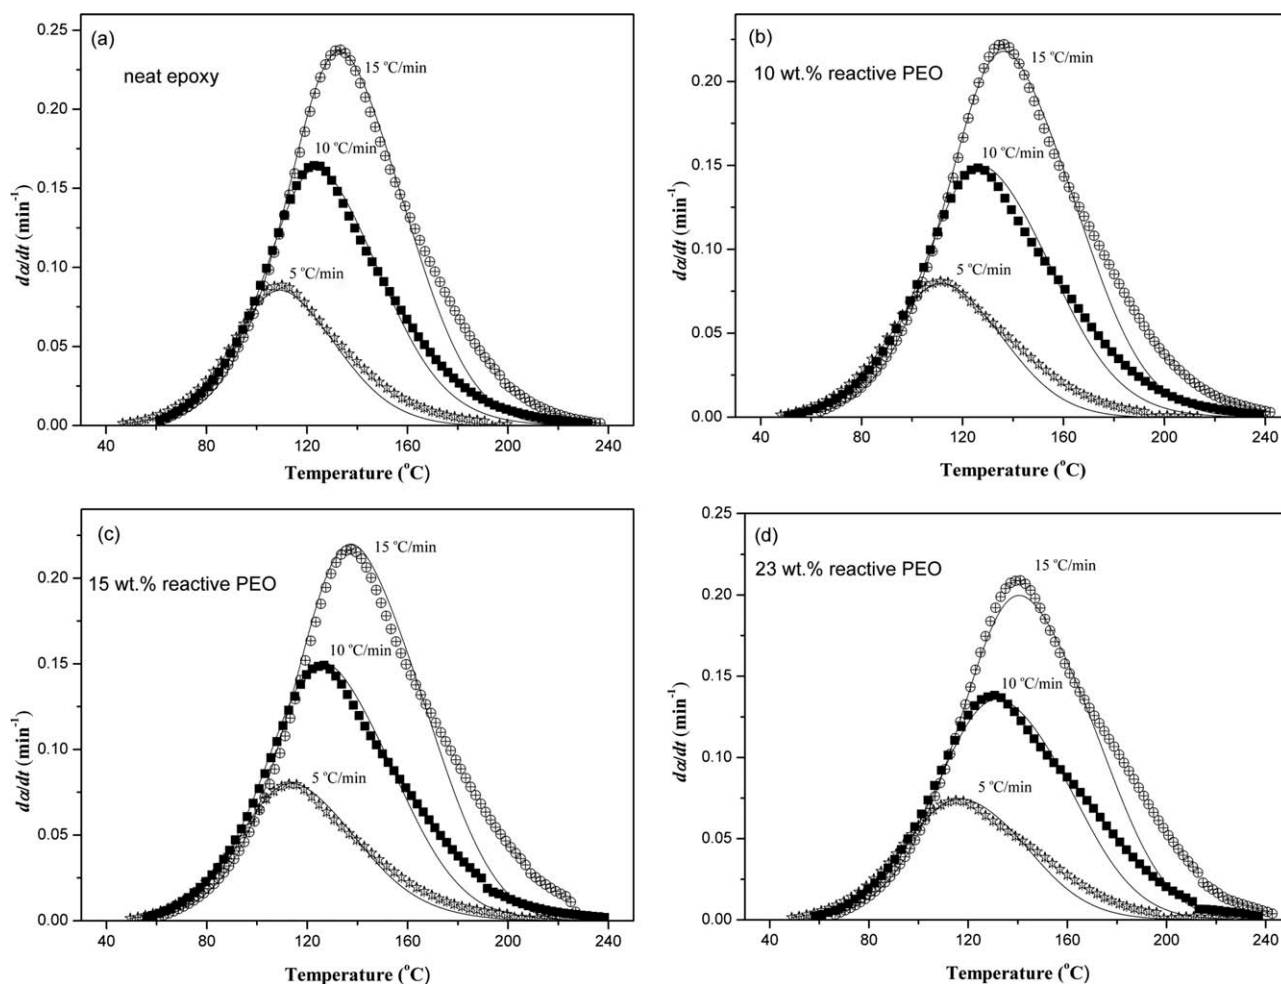 (a)
neat epoxy
15 °C/min
10 °C/min
5 °C/min
0.25
0.20
0.15
0.10
0.05
0.00
dα/dt (min⁻¹)
40 80 120 160 200 240
Temperature (°C)
(b)
10 wt.% reactive PEO
15 °C/min
10 °C/min
5 °C/min
0.20
0.15
0.10
0.05
0.00
dα/dt (min⁻¹)
40 80 120 160 200 240
Temperature (°C)
(c)
15 wt.% reactive PEO
15 °C/min
10 °C/min
5 °C/min
0.20
0.15
0.10
0.05
0.00
dα/dt (min⁻¹)
40 80 120 160 200 240
Temperature (°C)
(d)
23 wt.% reactive PEO
15 °C/min
10 °C/min
5 °C/min
0.25
0.20
0.15
0.10
0.05
0.00
dα/dt (min⁻¹)
40 80 120 160 200 240
Temperature (°C)